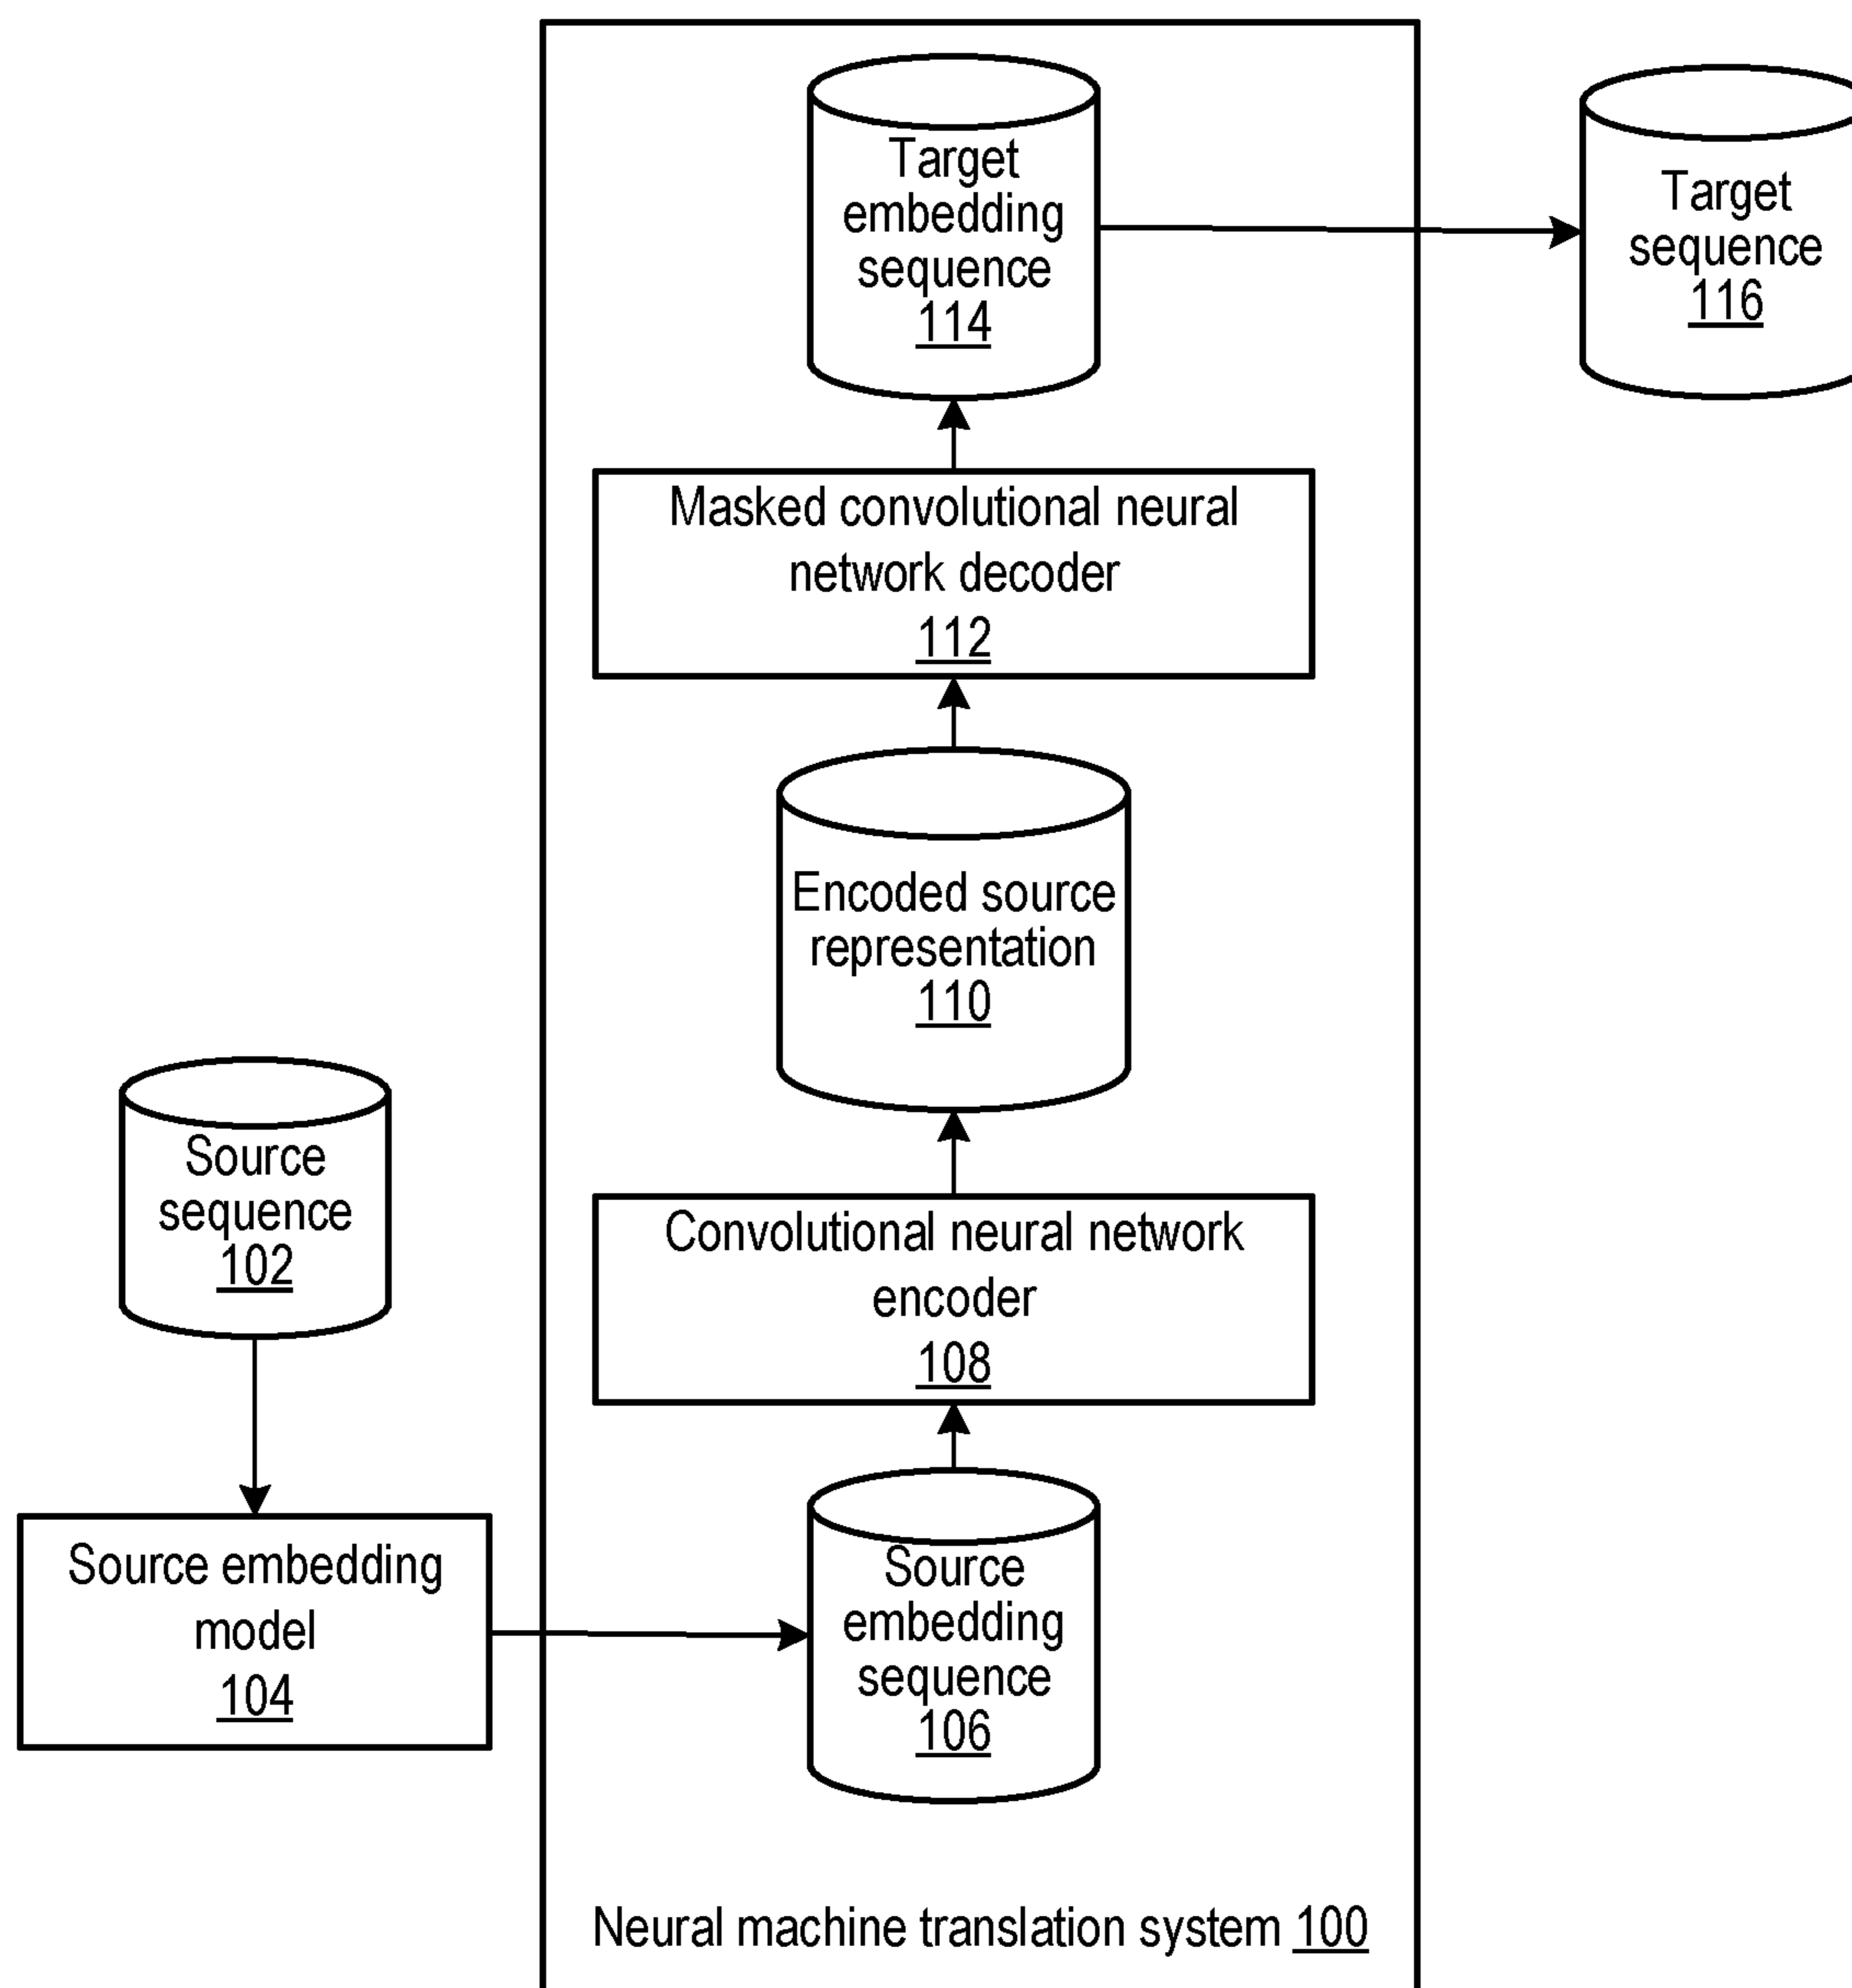 Target
embedding
sequence
114
Target
sequence
116
Masked convolutional neural
network decoder
112
Encoded source
representation
110
Source
sequence
102
Convolutional neural network
encoder
108
Source embedding
model
104
Source
embedding
sequence
106
Neural machine translation system 100